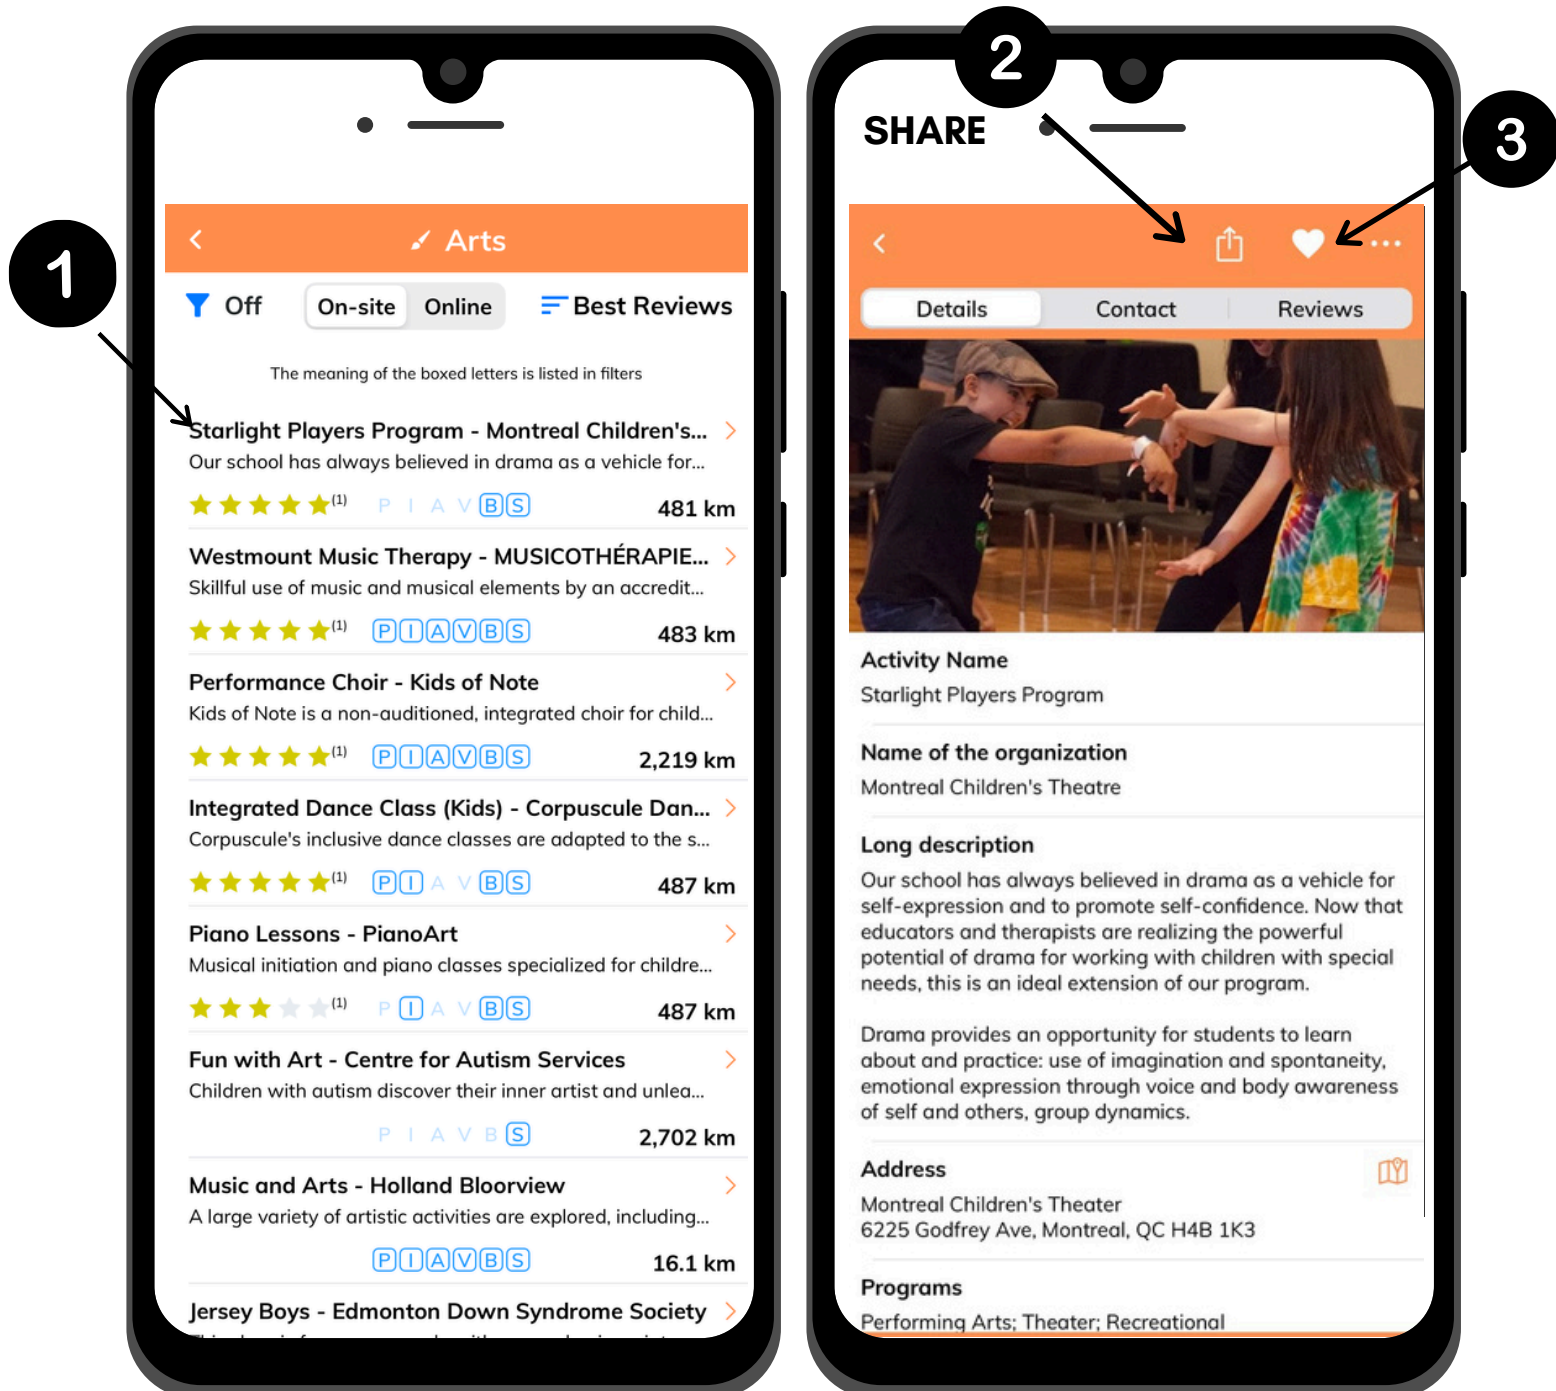 1
Arts
Off
On-site
Online
Best Reviews
The meaning of the boxed letters is listed in filters
Starlight Players Program - Montreal Children's...
Our school has always believed in drama as a vehicle for...
(1) P I A V B S 481 km
Westmount Music Therapy - MUSICOTHÉRAPIE...
Skillful use of music and musical elements by an accredit...
(1) P I A V B S 483 km
Performance Choir - Kids of Note
Kids of Note is a non-auditioned, integrated choir for child...
(1) P I A V B S 2,219 km
Integrated Dance Class (Kids) - Corpuscule Dan...
Corpuscule's inclusive dance classes are adapted to the s...
(1) P I A V B S 487 km
Piano Lessons - PianoArt
Musical initiation and piano classes specialized for childre...
(1) P I A V B S 487 km
Fun with Art - Centre for Autism Services
Children with autism discover their inner artist and unlea...
P I A V B S 2,702 km
Music and Arts - Holland Bloorview
A large variety of artistic activities are explored, including...
P I A V B S 16.1 km
Jersey Boys - Edmonton Down Syndrome Society
2
3
SHARE
Details
Contact
Reviews
Activity Name
Starlight Players Program
Name of the organization
Montreal Children's Theatre
Long description
Our school has always believed in drama as a vehicle for
self-expression and to promote self-confidence. Now that
educators and therapists are realizing the powerful
potential of drama for working with children with special
needs, this is an ideal extension of our program.
Drama provides an opportunity for students to learn
about and practice: use of imagination and spontaneity,
emotional expression through voice and body awareness
of self and others, group dynamics.
Address
Montreal Children's Theater
6225 Godfrey Ave, Montreal, QC H4B 1K3
Programs
Performing Arts; Theater; Recreational